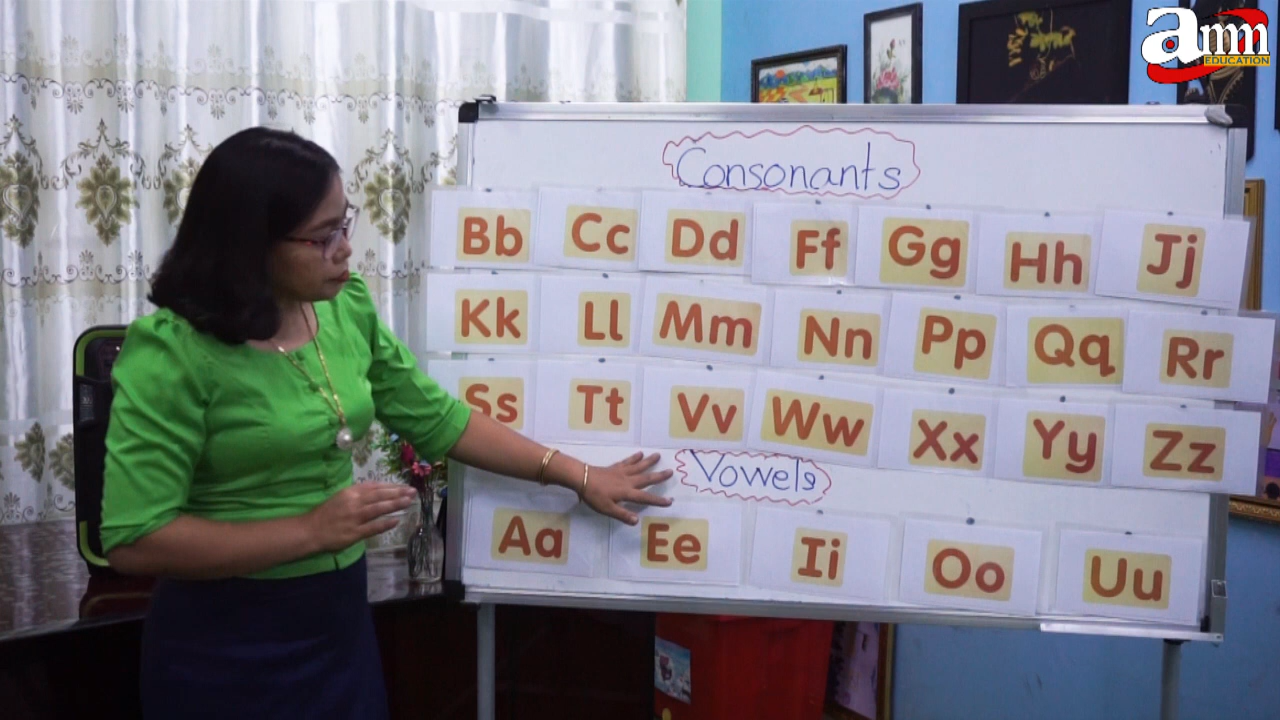 amn
EDUCATION
Consonants
Bb Cc Dd Ff Gg Hh Jj
Kk Ll Mm Nn Pp Qq Rr
Ss Tt Vv Ww Xx Yy Zz
Vowels
Aa Ee Ii Oo Uu